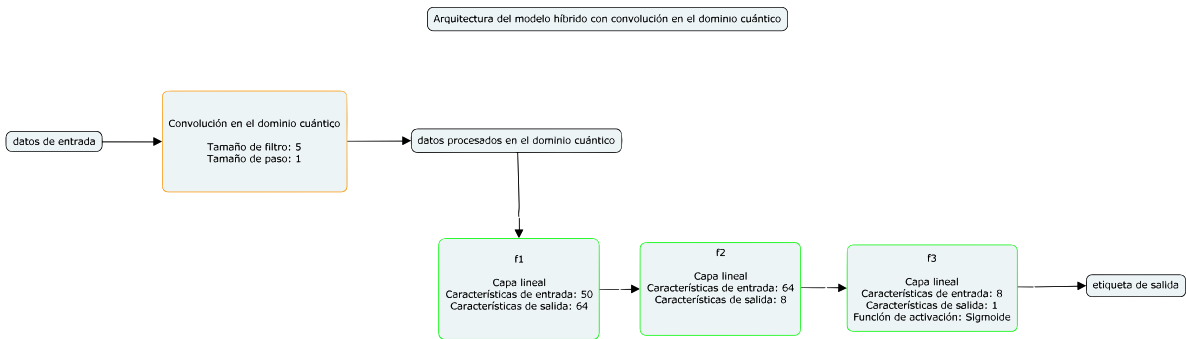 Arquitectura del modelo híbrido con convolución en el dominio cuántico
datos de entrada
Convolución en el dominio cuántico
Tamaño de filtro: 5
Tamaño de paso: 1
datos procesados en el dominio cuántico
f1
Capa lineal
Características de entrada: 50
Características de salida: 64
f2
Capa lineal
Características de entrada: 64
Características de salida: 8
f3
Capa lineal
Características de entrada: 8
Características de salida: 1
Función de activación: Sigmoide
etiqueta de salida